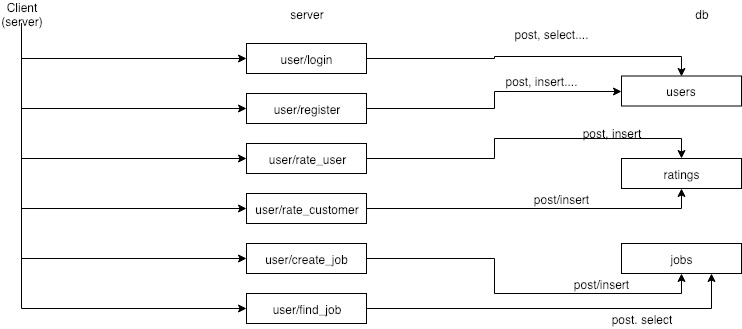 Client
(server)
server
db
post, select....
user/login
post, insert....
users
user/register
post, insert
user/rate_user
ratings
post/insert
user/rate_customer
user/create_job
jobs
post/insert
user/find_job
post. select